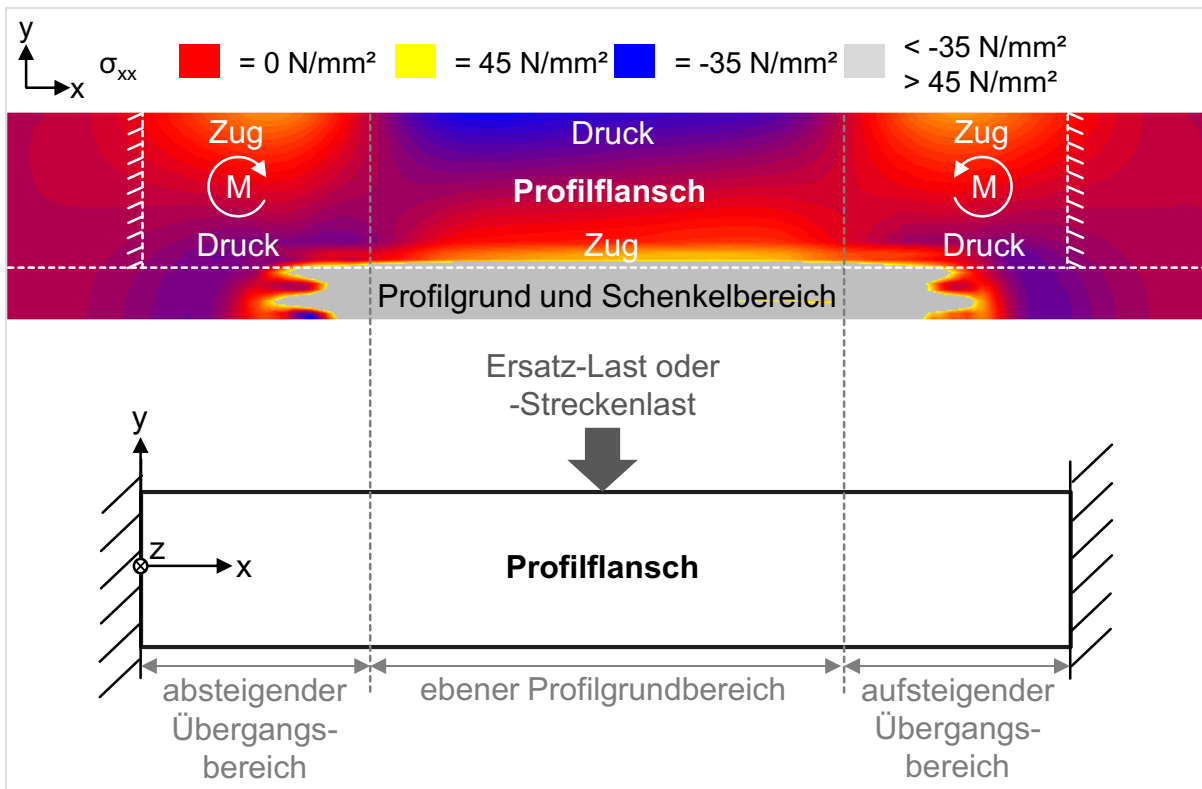 y
x
σxx = 0 N/mm² = 45 N/mm² = -35 N/mm² < -35 N/mm²
> 45 N/mm²
Zug Druck Zug
M Profilflansch M
Druck Zug Druck
Profilgrund und Schenkelbereich
Ersatz-Last oder
-Streckenlast
y
z
x
Profilflansch
absteigender
Übergangs-
bereich
ebener Profilgrundbereich
aufsteigender
Übergangs-
bereich